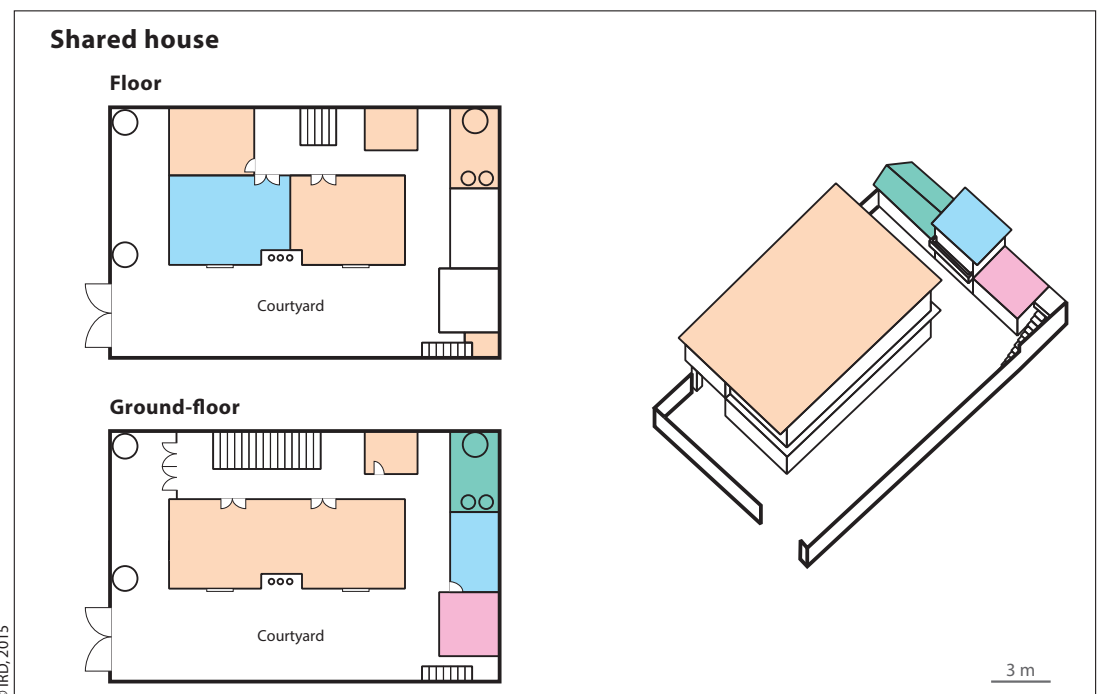 Shared house
Floor
Courtyard
Ground-floor
Courtyard
3 m
© IRD, 2015